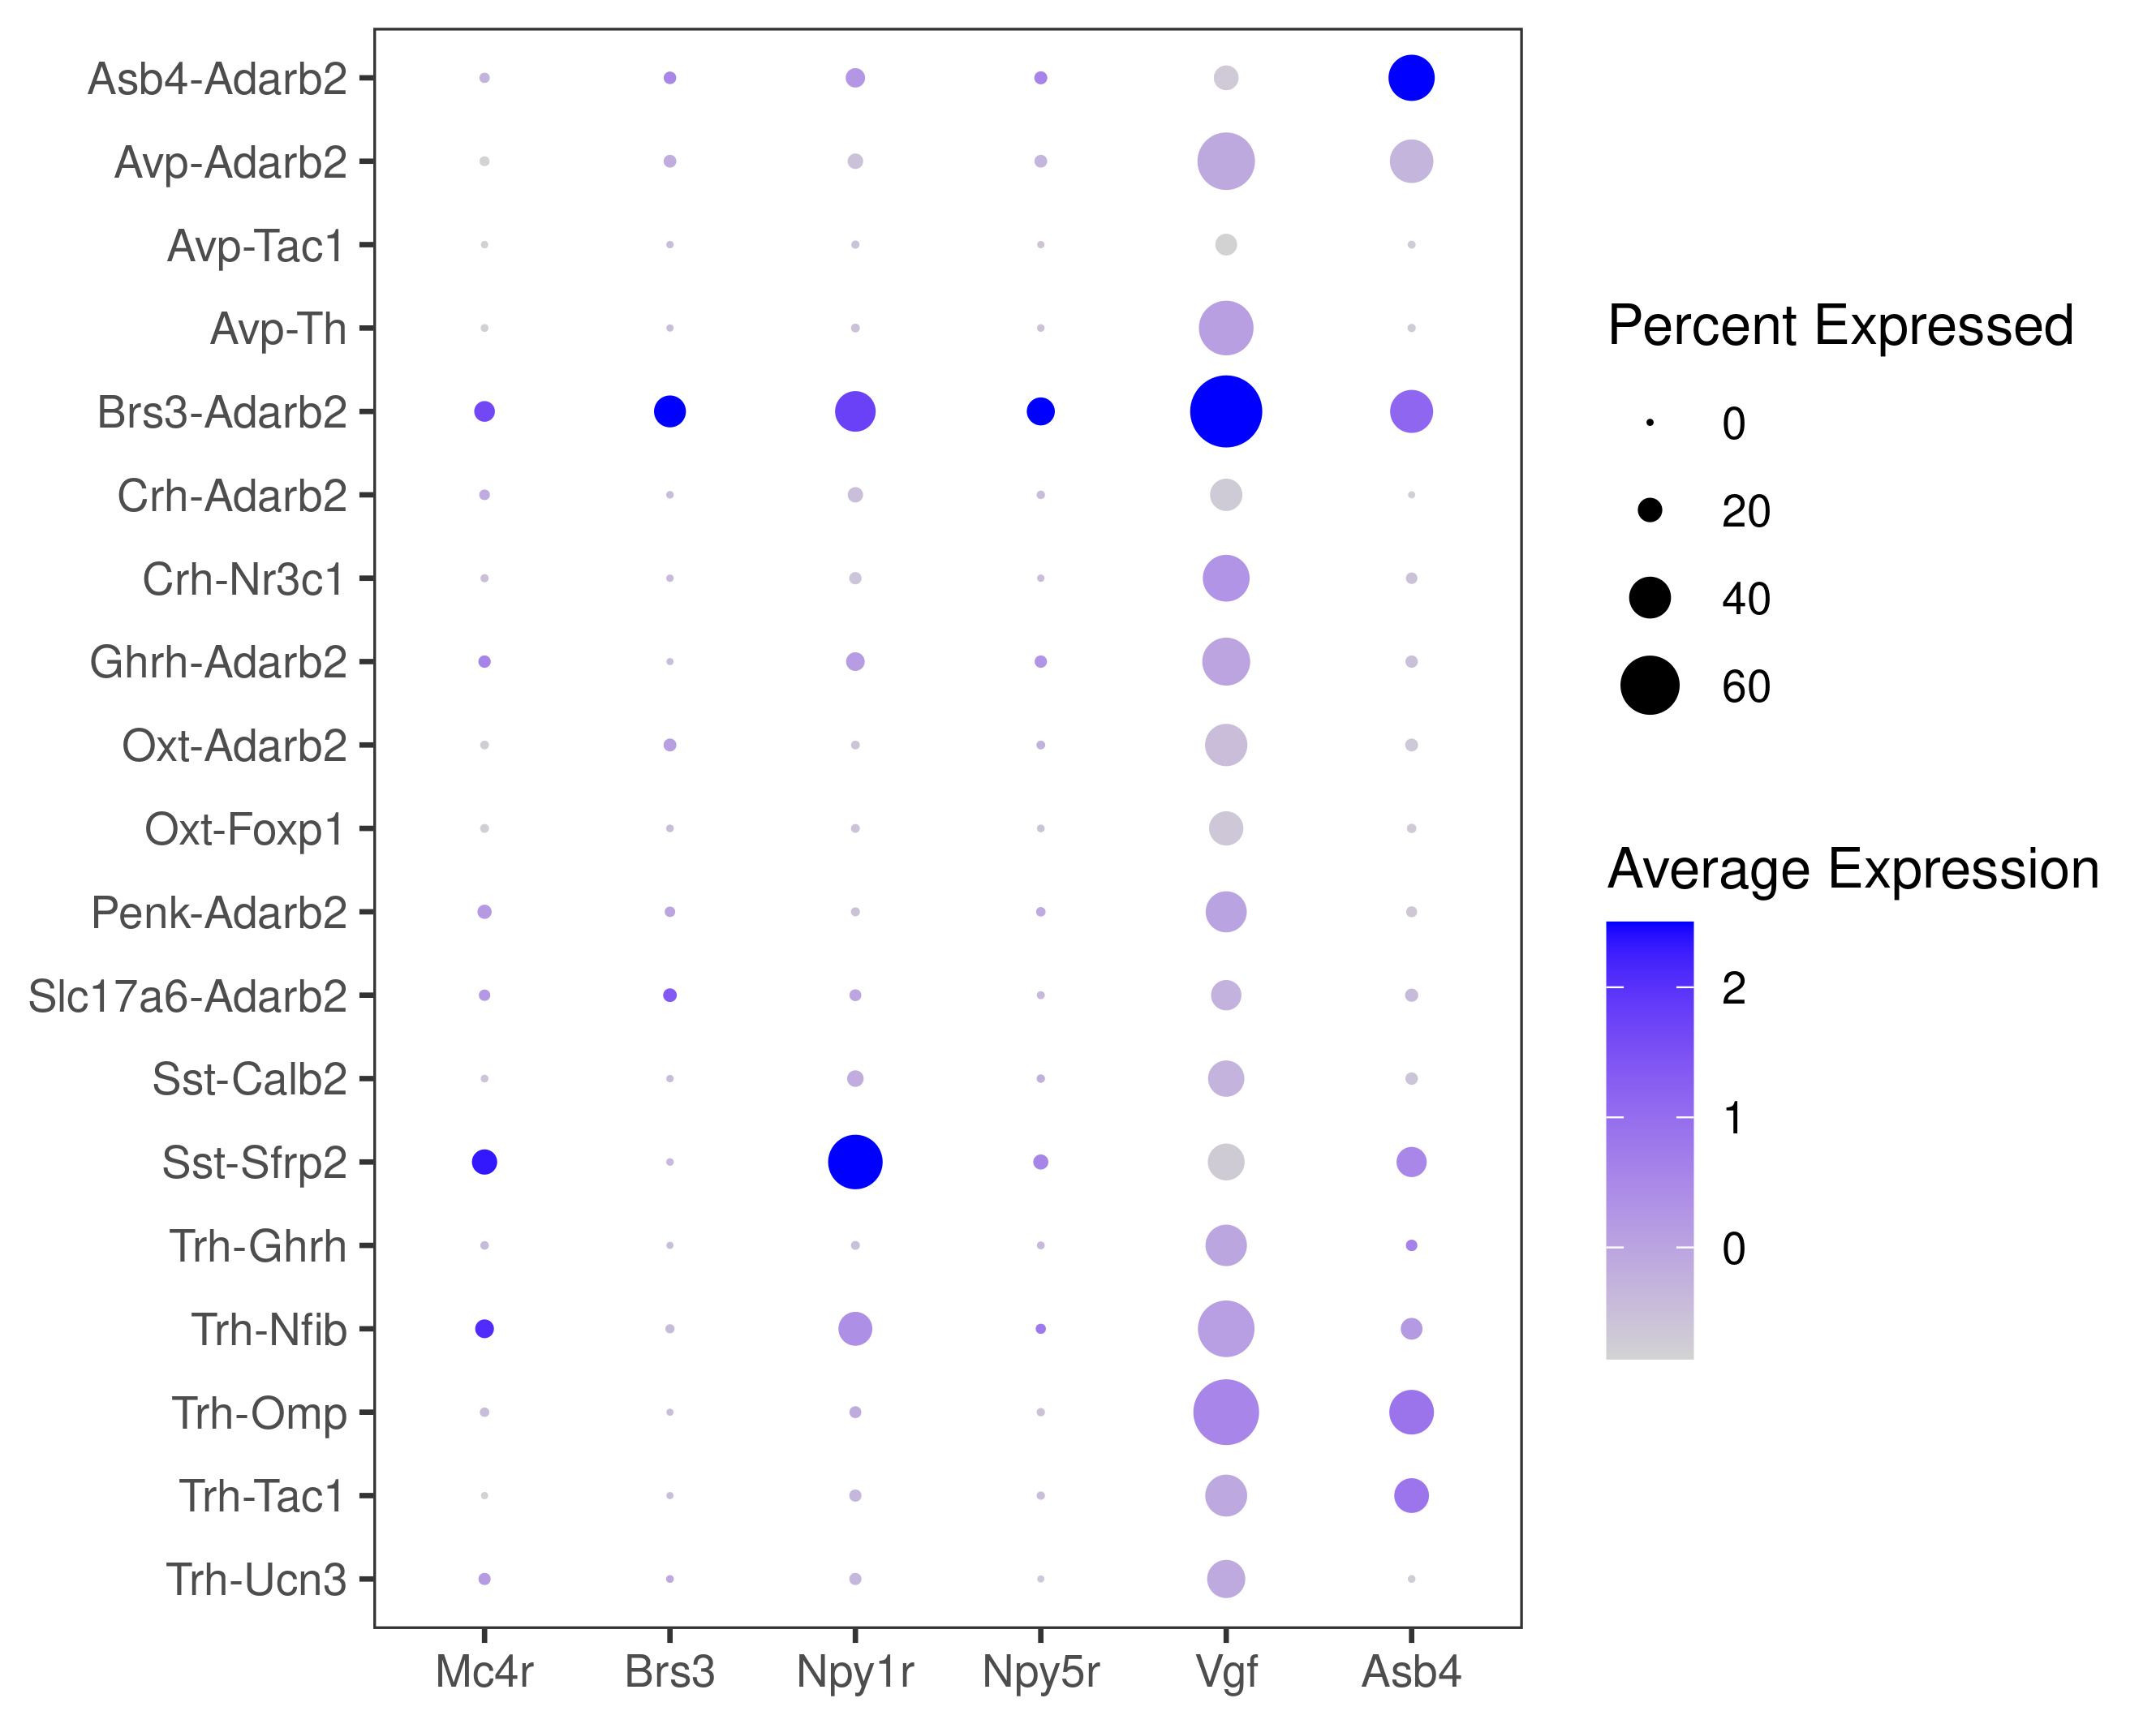 Asb4-Adarb2
Avp-Adarb2
Avp-Tac1
Avp-Th
Brs3-Adarb2
Crh-Adarb2
Crh-Nr3c1
Ghrh-Adarb2
Oxt-Adarb2
Oxt-Foxp1
Penk-Adarb2
Slc17a6-Adarb2
Sst-Calb2
Sst-Sfrp2
Trh-Ghrh
Trh-Nfib
Trh-Omp
Trh-Tac1
Trh-Ucn3
Mc4r Brs3 Npy1r Npy5r Vgf Asb4
Percent Expressed
0
20
40
60
Average Expression
2
1
0